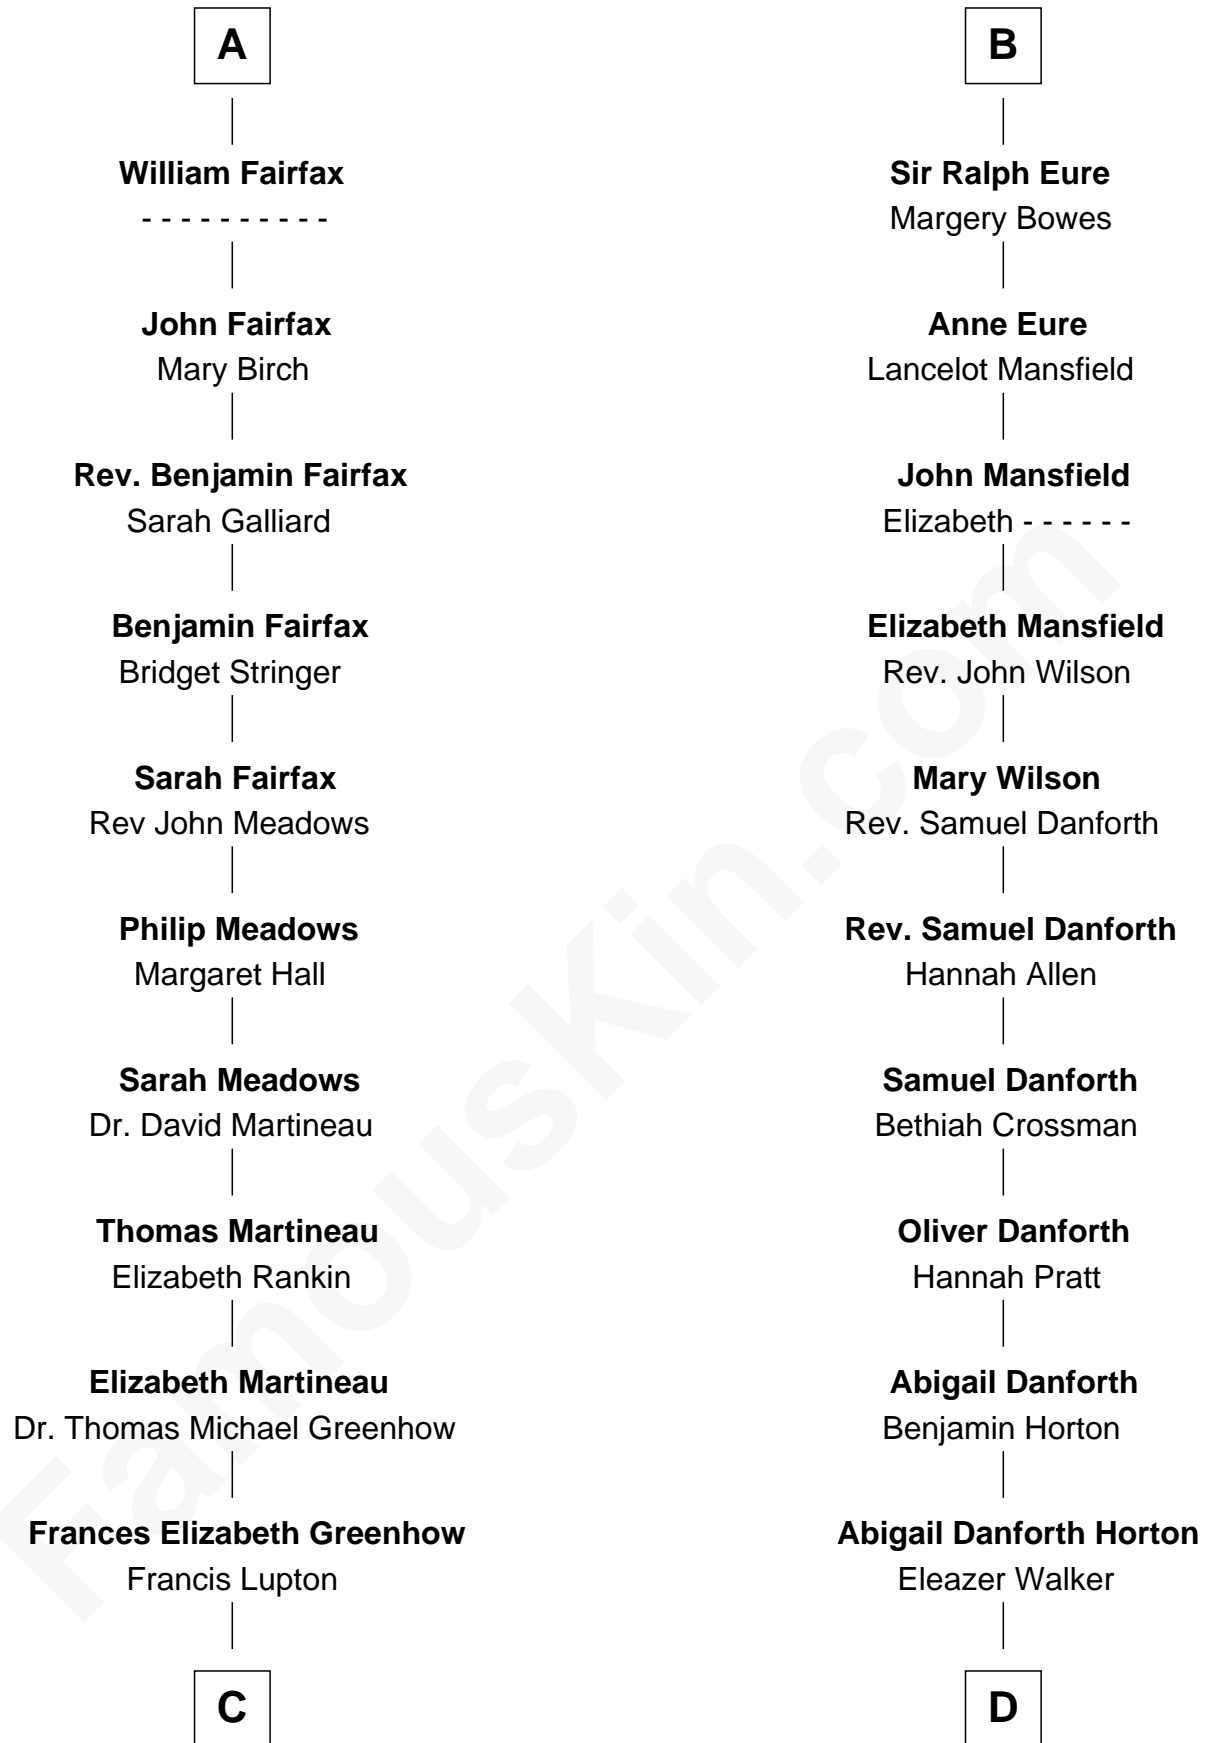 A
William Fairfax
- - - - - - - - - -
John Fairfax
Mary Birch
Rev. Benjamin Fairfax
Sarah Galliard
Benjamin Fairfax
Bridget Stringer
Sarah Fairfax
Rev John Meadows
Philip Meadows
Margaret Hall
Sarah Meadows
Dr. David Martineau
Thomas Martineau
Elizabeth Rankin
Elizabeth Martineau
Dr. Thomas Michael Greenhow
Frances Elizabeth Greenhow
Francis Lupton
C
B
Sir Ralph Eure
Margery Bowes
Anne Eure
Lancelot Mansfield
John Mansfield
Elizabeth - - - - - -
Elizabeth Mansfield
Rev. John Wilson
Mary Wilson
Rev. Samuel Danforth
Rev. Samuel Danforth
Hannah Allen
Samuel Danforth
Bethiah Crossman
Oliver Danforth
Hannah Pratt
Abigail Danforth
Benjamin Horton
Abigail Danforth Horton
Eleazer Walker
D
FamousKin.com